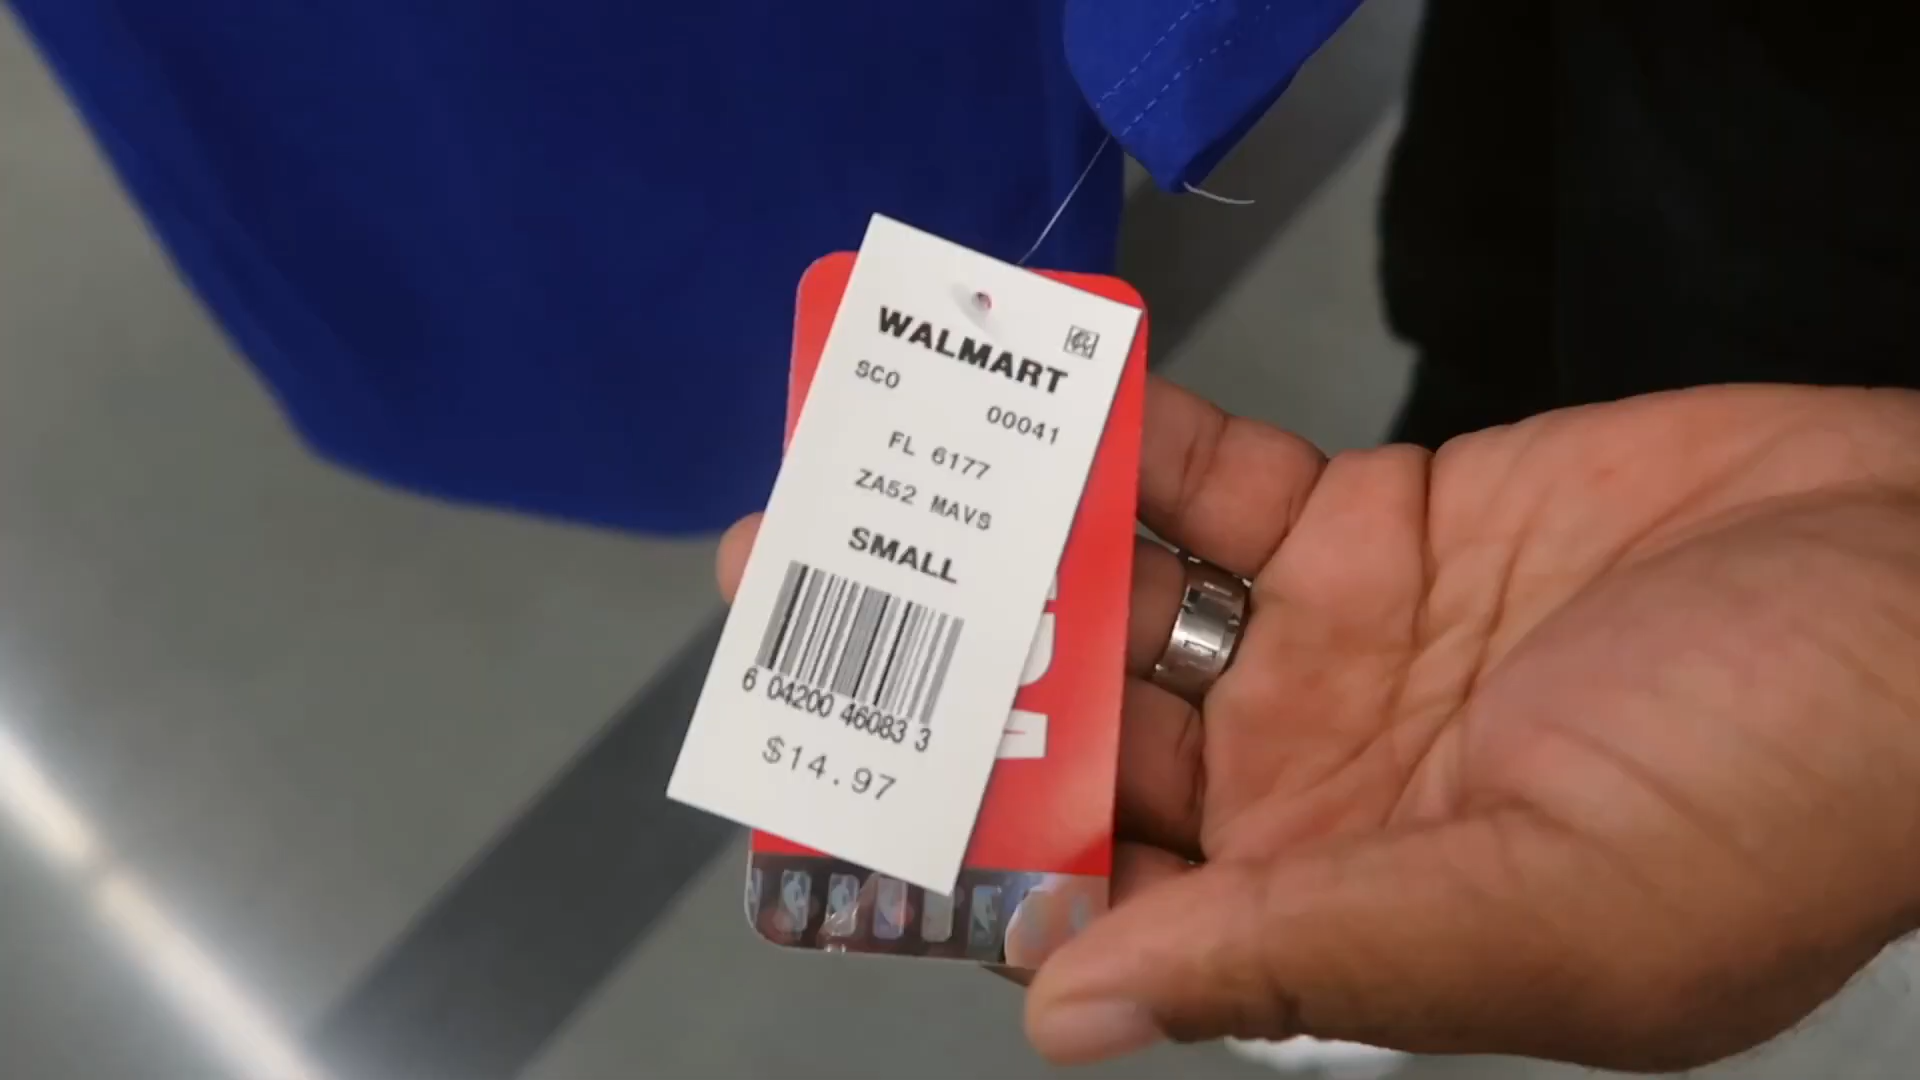 WALMART
SCO
00041
FL 6177
ZA52 MAVS
SMALL
6 04200 46083 3
$14.97